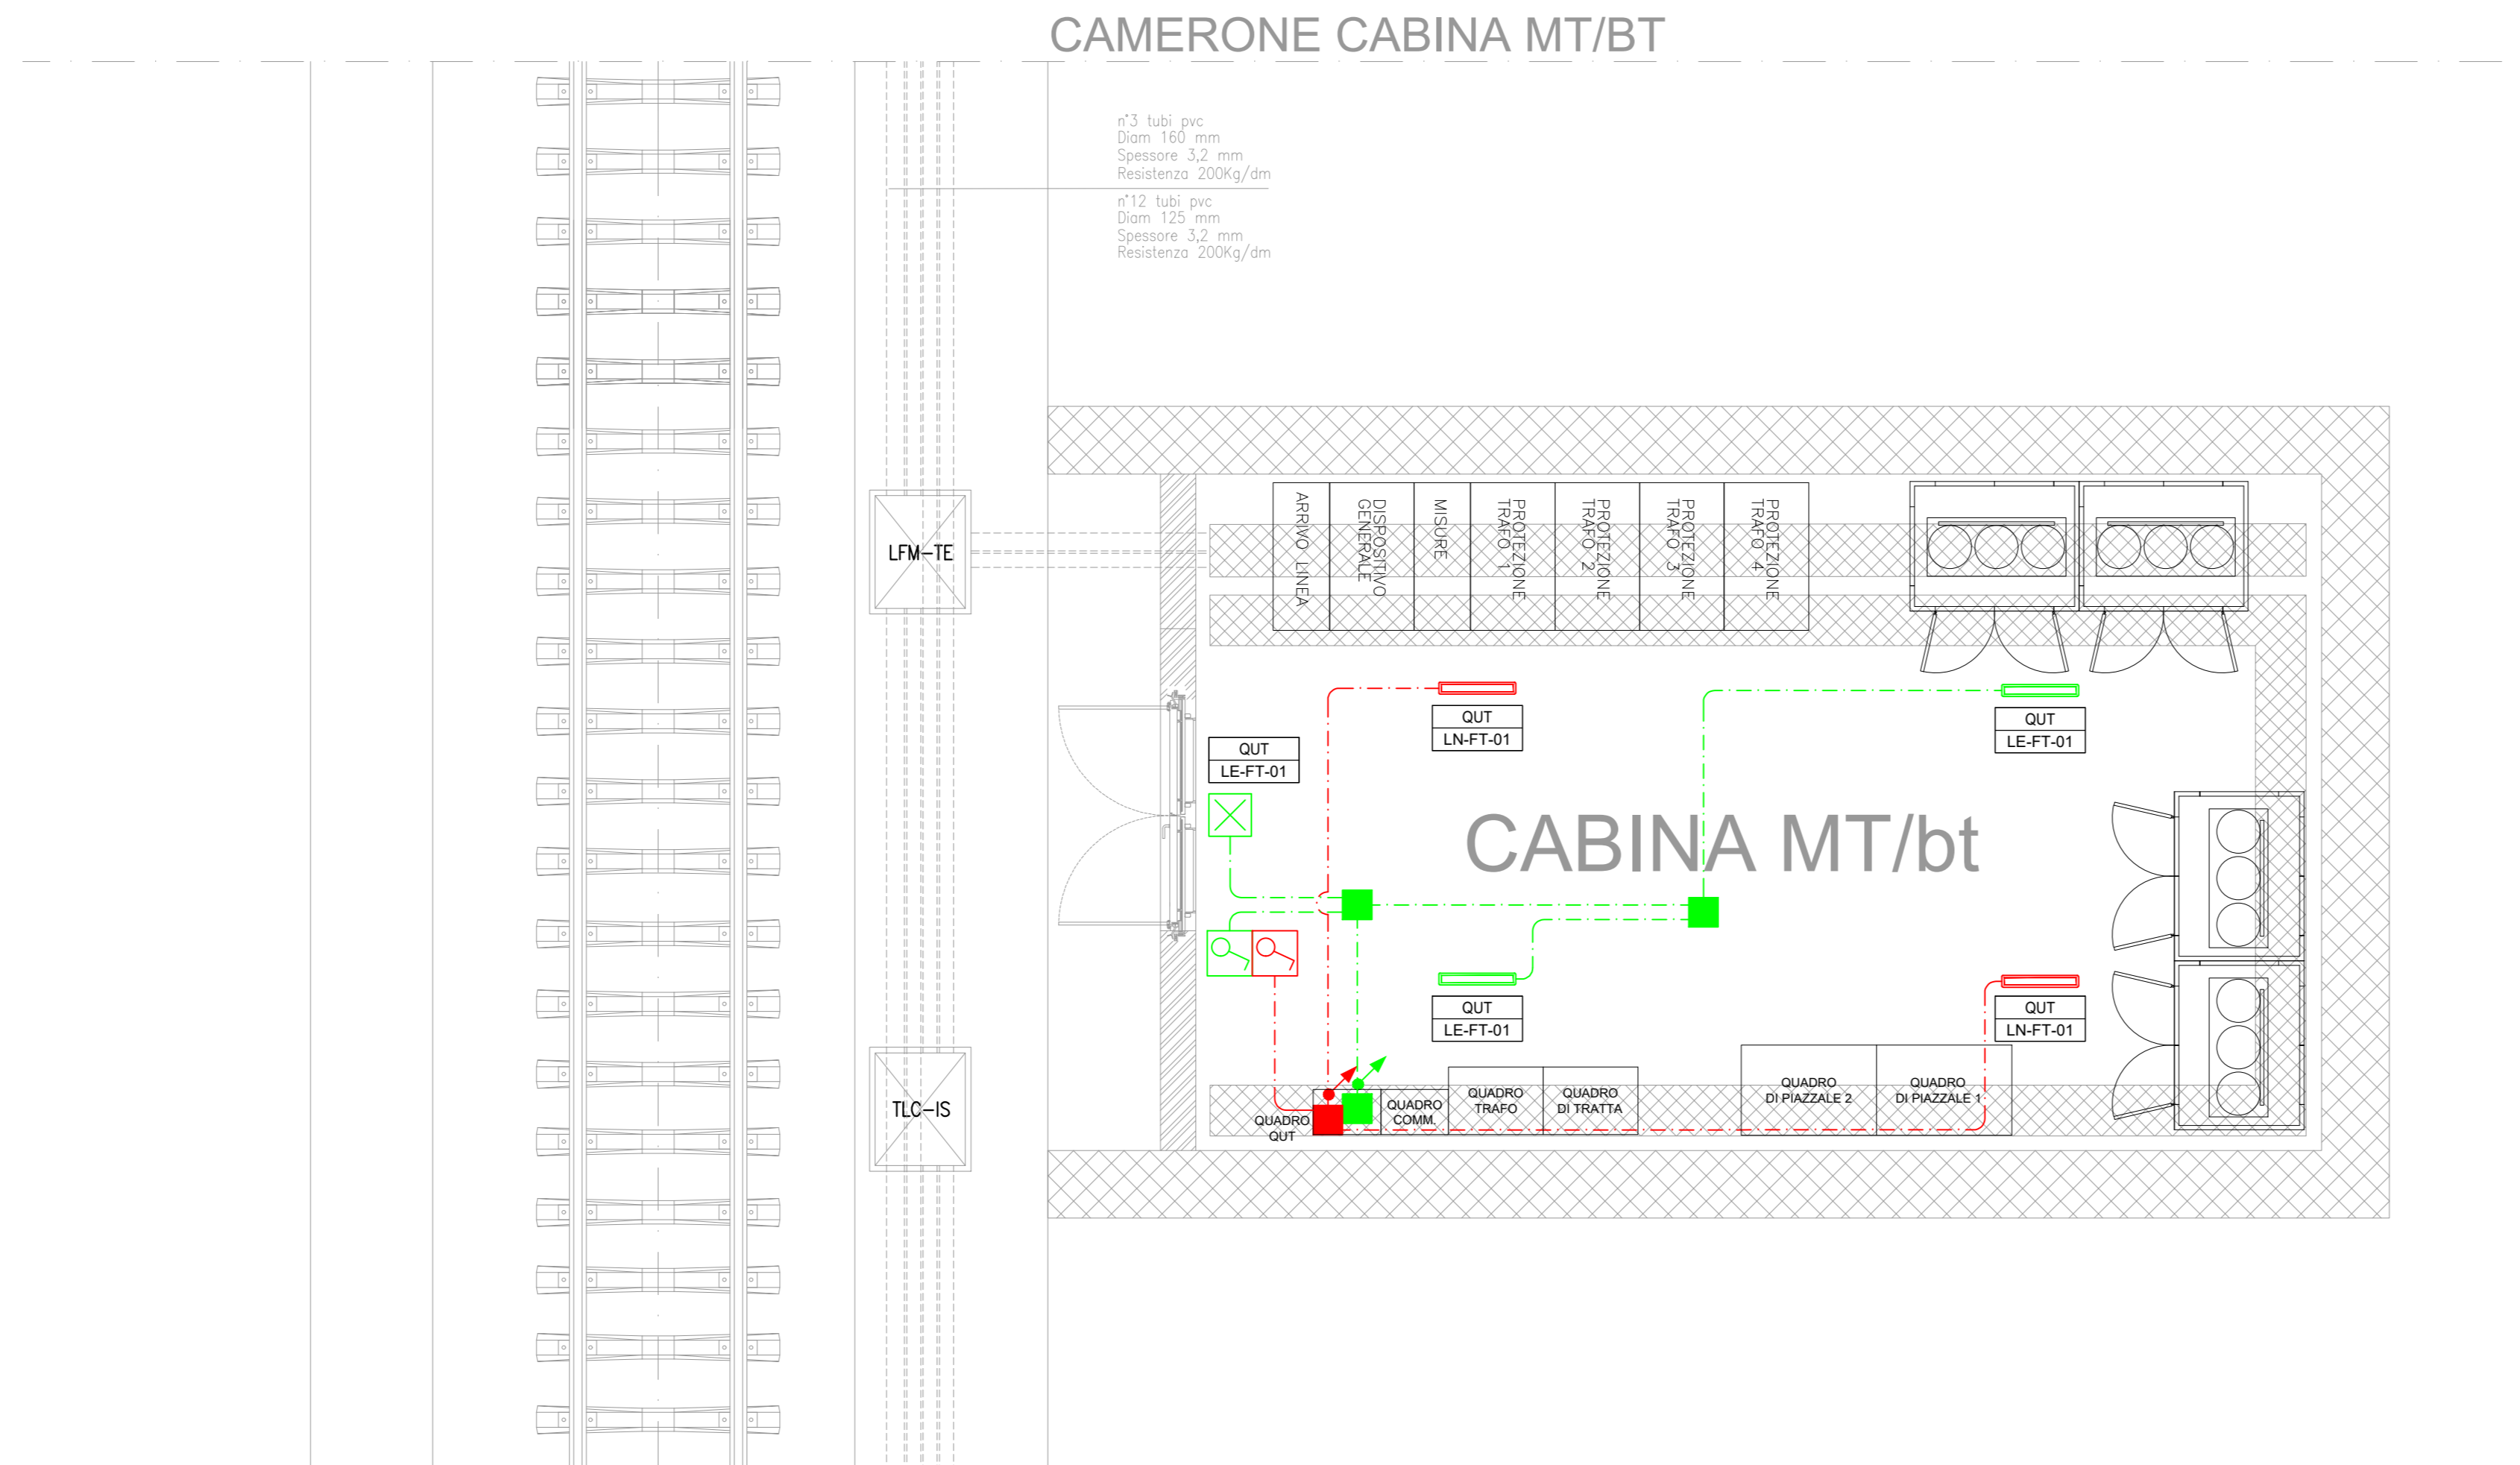 CAMERONE CABINA MT/BT
n°3 tubi pvc
Diam 160 mm
Spessore 3,2 mm
Resistenza 200Kg/dm
n°12 tubi pvc
Diam 125 mm
Spessore 3,2 mm
Resistenza 200Kg/dm
LFM-TE
ARRIVO LINEA
DISPOSITIVO
GENERALE
MISURE
PROTEZIONE
TRAFO 1
PROTEZIONE
TRAFO 2
PROTEZIONE
TRAFO 3
PROTEZIONE
TRAFO 4
QUT
LN-FT-01
QUT
LE-FT-01
QUT
LE-FT-01
CABINA MT/bt
QUT
LE-FT-01
QUT
LN-FT-01
TLC-IS
QUADRO
QUT
QUADRO
COMM.
QUADRO
TRAFO
QUADRO
DI TRATTA
QUADRO
DI PIAZZALE 2
QUADRO
DI PIAZZALE 1